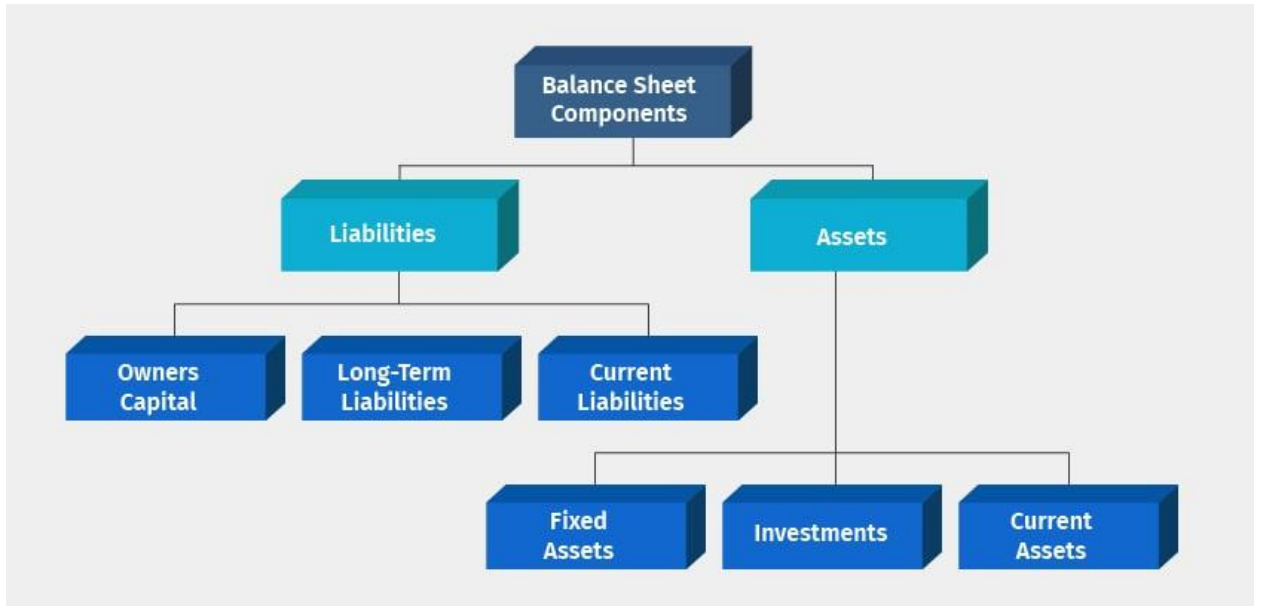 Balance Sheet
Components
Liabilities
Assets
Owners
Capital
Long-Term
Liabilities
Current
Liabilities
Fixed
Assets
Investments
Current
Assets